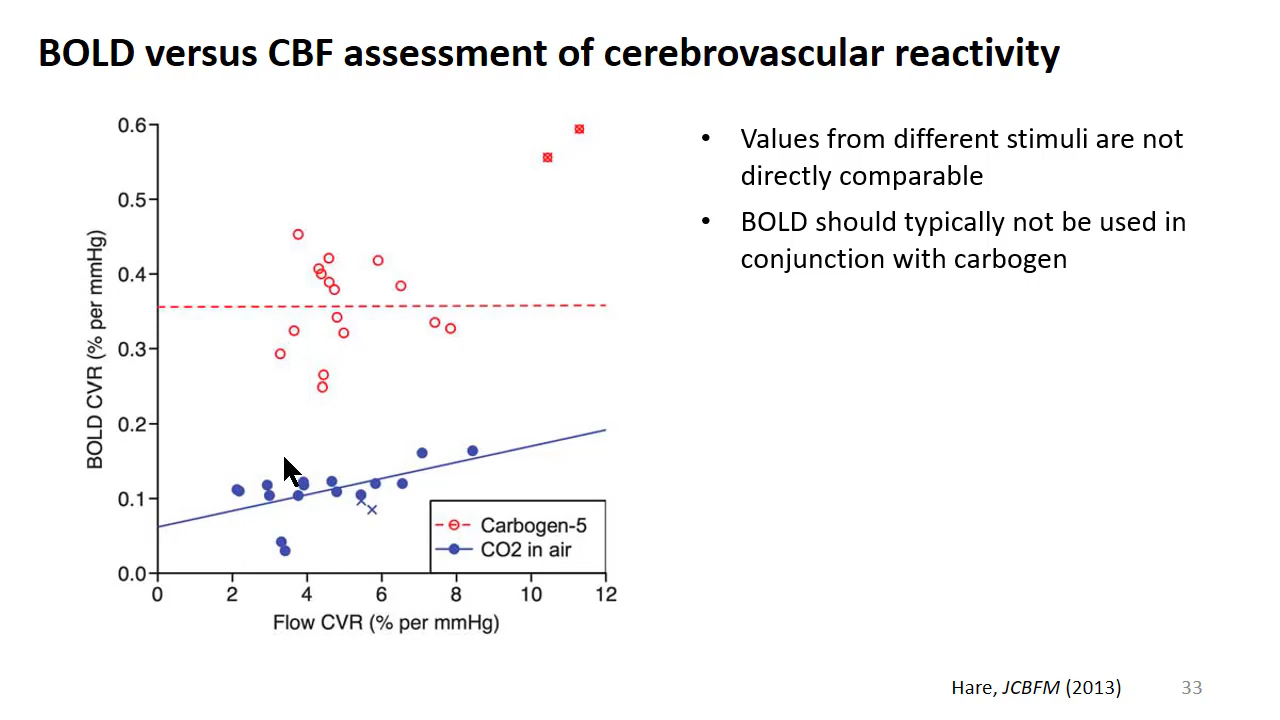 BOLD versus CBF assessment of cerebrovascular reactivity
0.6
0.5
0.4
0.3
0.2
0.1
0.0
BOLD CVR (% per mmHg)
0 2 4 6 8 10 12
Flow CVR (% per mmHg)
Carbogen-5
CO2 in air
• Values from different stimuli are not
directly comparable
• BOLD should typically not be used in
conjunction with carbogen
Hare, JCBFM (2013)
33